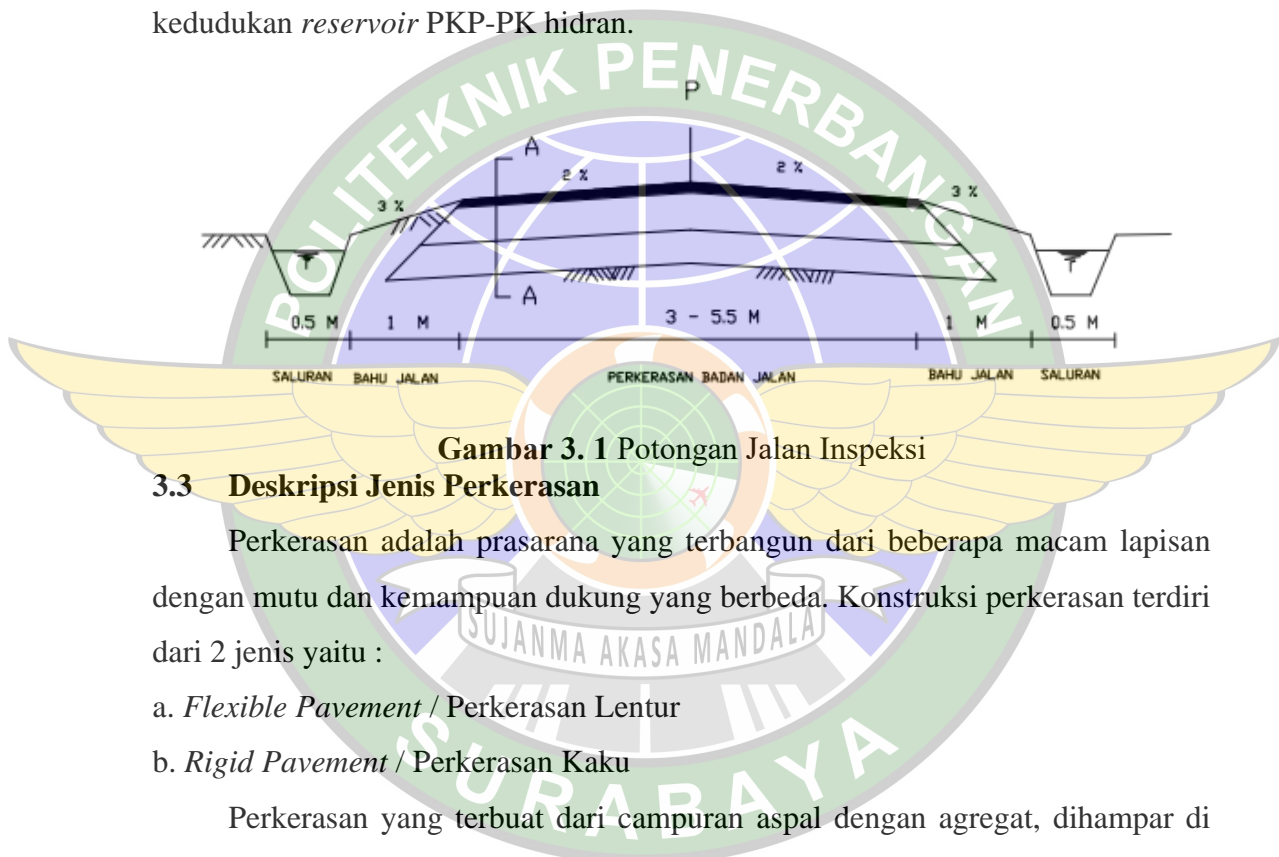 kedudukan reservoir PKP-PK hidran.
POLITEKNIK PENERBANGAN
P
A
2 %
2 %
3 %
3 %
A
0.5 M
1 M
3 - 5.5 M
1 M
0.5 M
SALURAN
BAHU JALAN
PERKERASAN BADAN JALAN
BAHU JALAN
SALURAN
Gambar 3. 1 Potongan Jalan Inspeksi
3.3 Deskripsi Jenis Perkerasan
Perkerasan adalah prasarana yang terbangun dari beberapa macam lapisan
dengan mutu dan kemampuan dukung yang berbeda. Konstruksi perkerasan terdiri
SUJANMA AKASA MANDALA
dari 2 jenis yaitu :
a. Flexible Pavement / Perkerasan Lentur
b. Rigid Pavement / Perkerasan Kaku
SURABAYA
Perkerasan yang terbuat dari campuran aspal dengan agregat, dihampar di